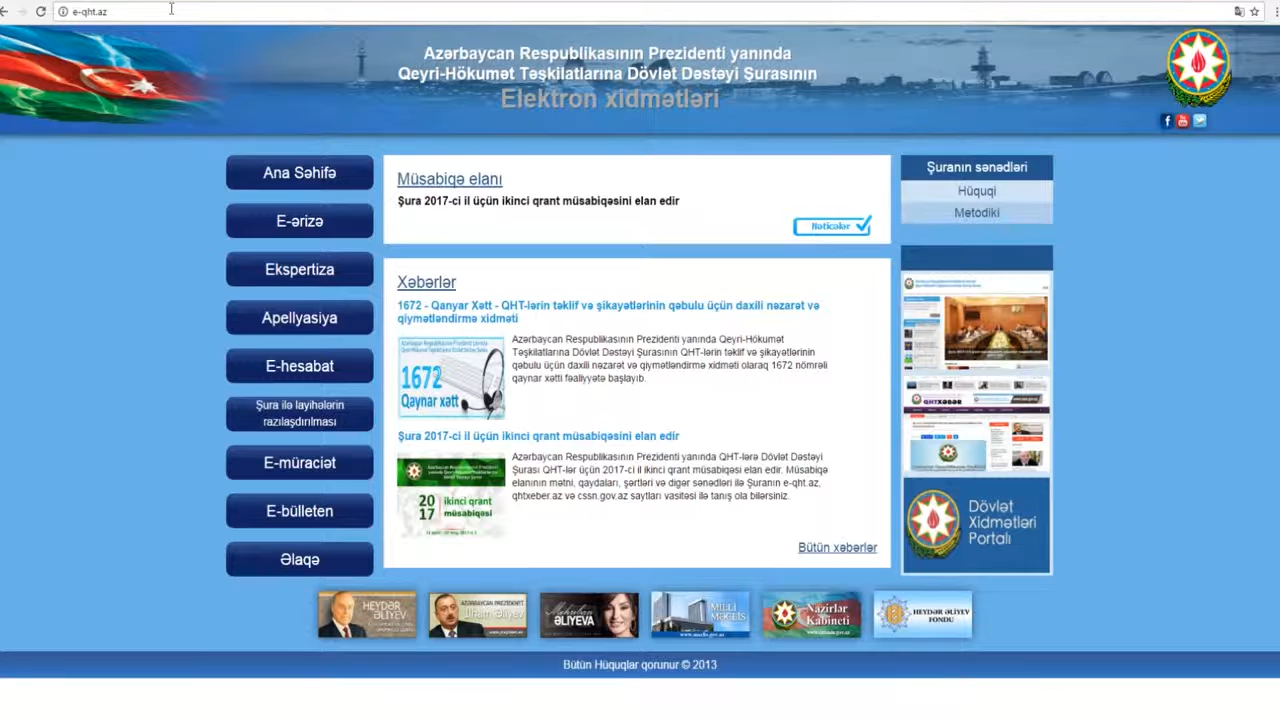 e-qht.az
Azərbaycan Respublikasının Prezidenti yanında
Qeyri-Hökumət Təşkilatlarına Dövlət Dəstəyi Şurasının
Elektron xidmətləri
Ana Səhifə
E-ərizə
Ekspertiza
Apellyasiya
E-hesabat
Şura ilə layihələrin
razılaşdırılması
E-müraciət
E-bülleten
Əlaqə
Müsabiqə elanı
Şura 2017-ci il üçün ikinci qrant müsabiqəsini elan edir
Nəticələr
Xəbərlər
1672 - Qanyar Xətt - QHT-lərin təklif və şikayətlərinin qəbulu üçün daxili nəzarət və
qiymətləndirmə xidməti
1672
Qaynar xətt
Azərbaycan Respublikasının Prezidenti yanında Qeyri-Hökumət
Təşkilatlarına Dövlət Dəstəyi Şurasının QHT-lərin təklif və şikayətlərinin
qəbulu üçün daxili nəzarət və qiymətləndirmə xidməti olaraq 1672 nömrəli
qaynar xətt fəaliyyətə başlayıb.
Şura 2017-ci il üçün ikinci qrant müsabiqəsini elan edir
20 ikinci qrant
17 müsabiqəsi
Azərbaycan Respublikasının Prezidenti yanında QHT-lərə Dövlət Dəstəyi
Şurası QHT-lər üçün 2017-ci il ikinci qrant müsabiqəsi elan edir. Müsabiqə
elanının mətni, qaydaları, şərtləri və digər sənədləri ilə Şuranın e-qht.az,
qhtxeber.az və cssn.gov.az saytları vasitəsi ilə tanış ola bilərsiniz.
Bütün xəbərlər
Şuranın sənədləri
Hüquqi
Metodiki
QHTXƏBƏR
Dövlət
Xidmətləri
Portalı
HEYDƏR
ƏLİYEV
AZƏRBAYCAN PREZİDENTİ
İlham Əliyev
Mehriban
ƏLİYEVA
MİLLİ
MƏCLİS
Nazirlər
Kabineti
HEYDƏR ƏLİYEV
FONDU
Bütün Hüquqlar qorunur © 2013